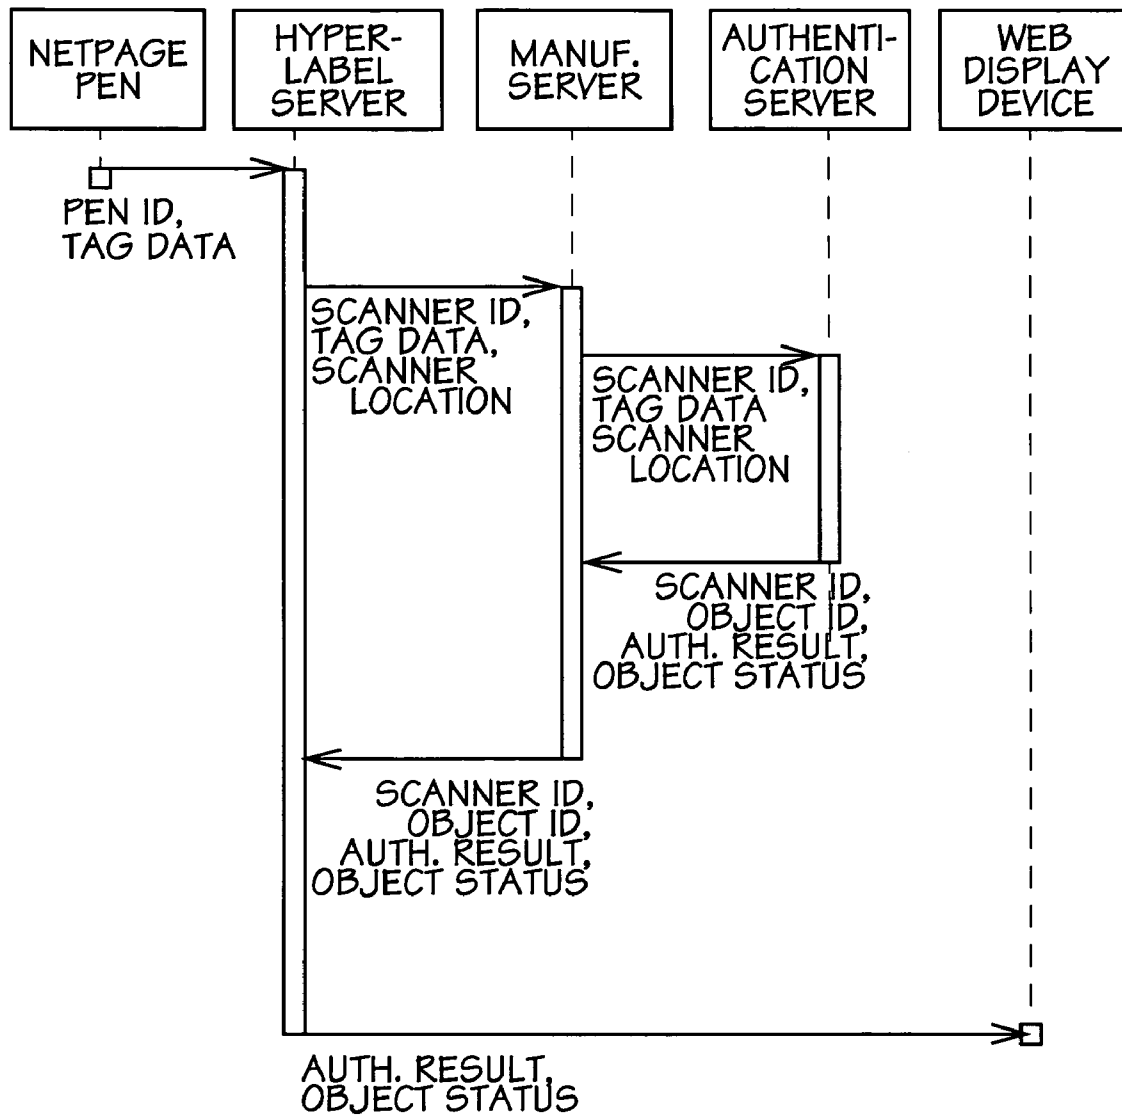 NETPAGE
PEN
HYPER-
LABEL
SERVER
MANUF.
SERVER
AUTHENTI-
CATION
SERVER
WEB
DISPLAY
DEVICE
PEN ID,
TAG DATA
SCANNER ID,
TAG DATA,
SCANNER
LOCATION
SCANNER ID,
TAG DATA
SCANNER
LOCATION
SCANNER ID,
OBJECT ID,
AUTH. RESULT,
OBJECT STATUS
SCANNER ID,
OBJECT ID,
AUTH. RESULT,
OBJECT STATUS
AUTH. RESULT,
OBJECT STATUS